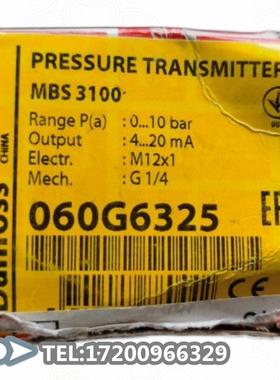 PRESSURE TRANSMITTER
MBS 3100
Range P(a) : 0...10 bar
Output : 4...20 mA
Electr. : M12x1
Mech. : G 1/4
060G6325
Danfoss
CHINA
CE
TEL:17200966329